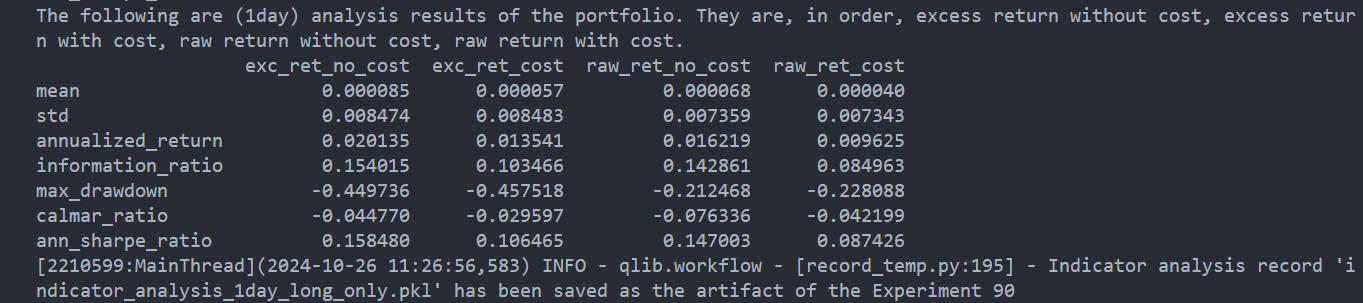 The following are (1day) analysis results of the portfolio. They are, in order, excess return without cost, excess retur
n with cost, raw return without cost, raw return with cost.
exc_ret_no_cost exc_ret_cost raw_ret_no_cost raw_ret_cost
mean 0.000085 0.000057 0.000068 0.000040
std 0.008474 0.008483 0.007359 0.007343
annualized_return 0.020135 0.013541 0.016219 0.009625
information_ratio 0.154015 0.103466 0.142861 0.084963
max_drawdown -0.449736 -0.457518 -0.212468 -0.228088
calmar_ratio -0.044770 -0.029597 -0.076336 -0.042199
ann_sharpe_ratio 0.158480 0.106465 0.147003 0.087426
[2210599:MainThread](2024-10-26 11:26:56,583) INFO - qlib.workflow - [record_temp.py:195] - Indicator analysis record 'i
ndicator_analysis_1day_long_only.pkl' has been saved as the artifact of the Experiment 90